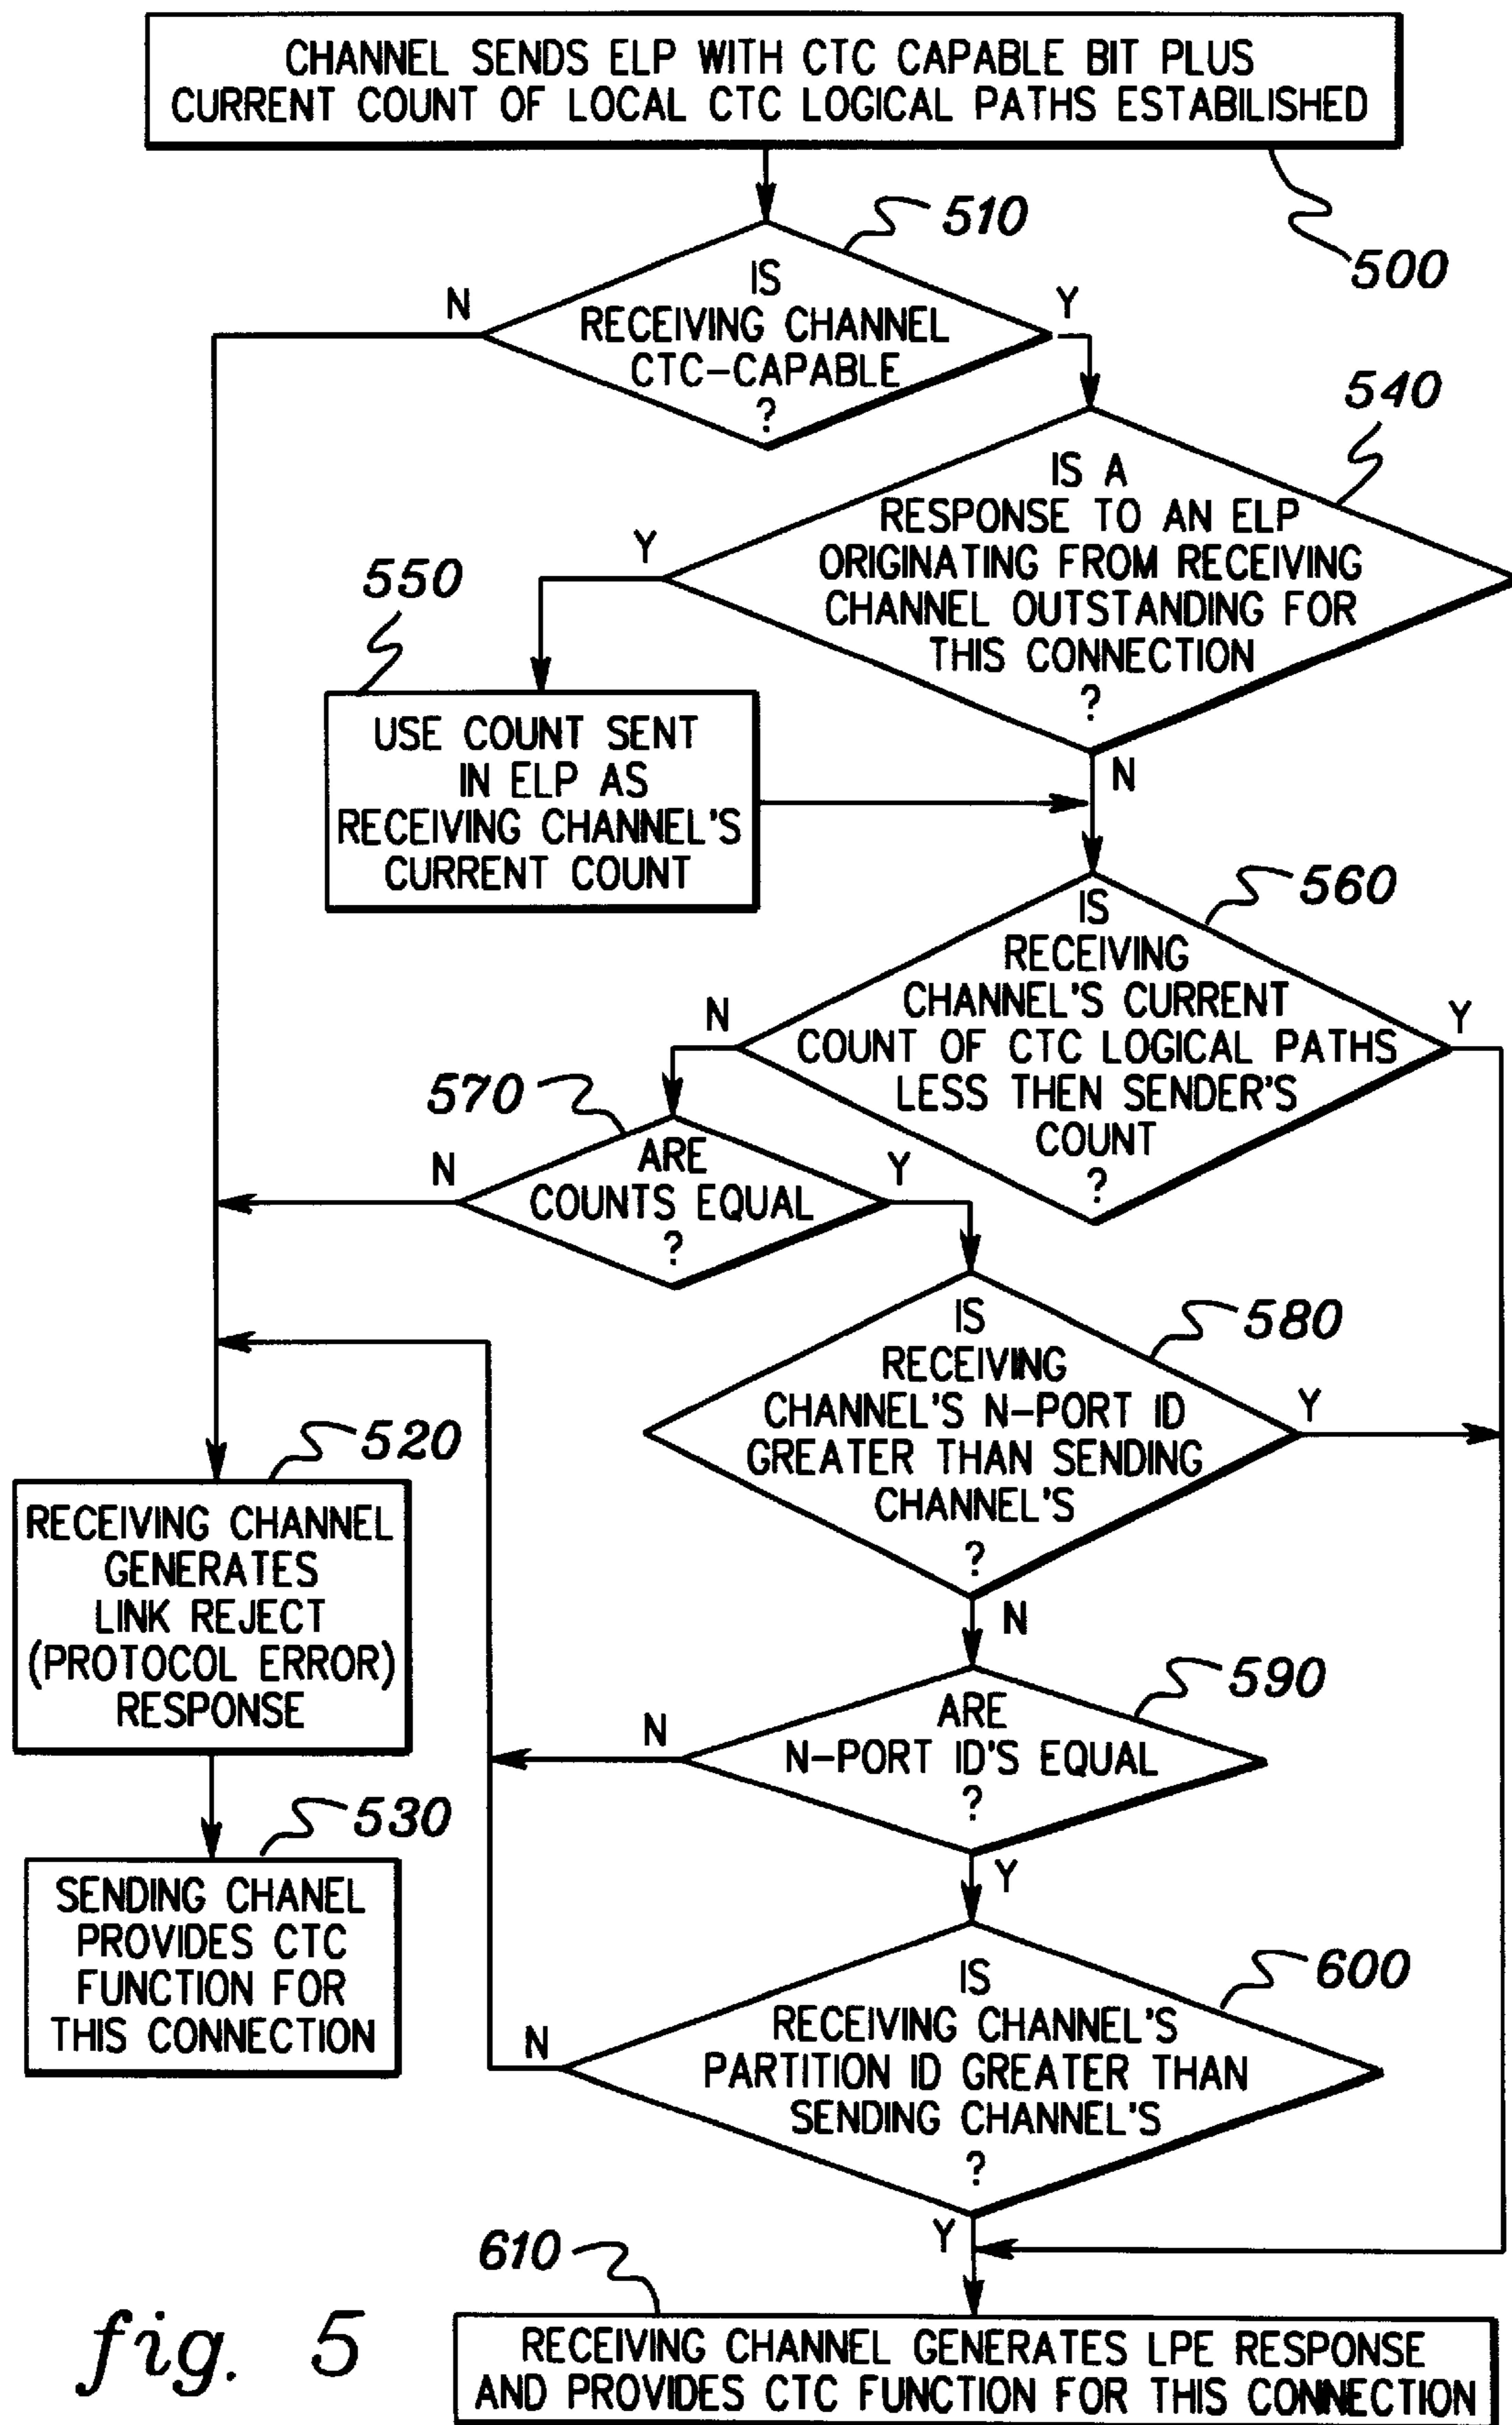 CHANNEL SENDS ELP WITH CTC CAPABLE BIT PLUS
CURRENT COUNT OF LOCAL CTC LOGICAL PATHS ESTABILISHED
500
510
IS
RECEIVING CHANNEL
CTC-CAPABLE
?
N
Y
540
IS A
RESPONSE TO AN ELP
ORIGINATING FROM RECEIVING
CHANNEL OUTSTANDING FOR
THIS CONNECTION
?
Y
N
550
USE COUNT SENT
IN ELP AS
RECEIVING CHANNEL'S
CURRENT COUNT
560
IS
RECEIVING
CHANNEL'S CURRENT
COUNT OF CTC LOGICAL PATHS
LESS THEN SENDER'S
COUNT
?
N
Y
570
ARE
COUNTS EQUAL
?
N
Y
580
IS
RECEIVING
CHANNEL'S N-PORT ID
GREATER THAN SENDING
CHANNEL'S
?
Y
N
520
RECEIVING CHANNEL
GENERATES
LINK REJECT
(PROTOCOL ERROR)
RESPONSE
590
ARE
N-PORT ID'S EQUAL
?
N
Y
530
SENDING CHANEL
PROVIDES CTC
FUNCTION FOR
THIS CONNECTION
600
IS
RECEIVING CHANNEL'S
PARTITION ID GREATER THAN
SENDING CHANNEL'S
?
N
Y
610
RECEIVING CHANNEL GENERATES LPE RESPONSE
AND PROVIDES CTC FUNCTION FOR THIS CONNECTION
fig. 5